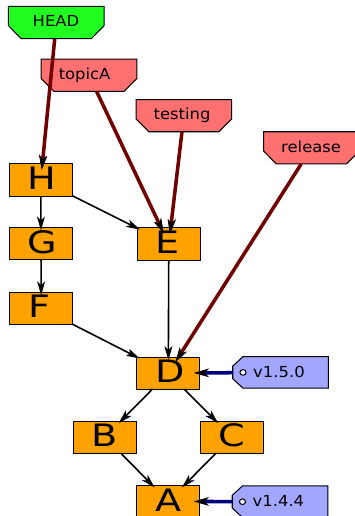 HEAD
topicA
testing
release
H
G
E
F
D
v1.5.0
B
C
A
v1.4.4